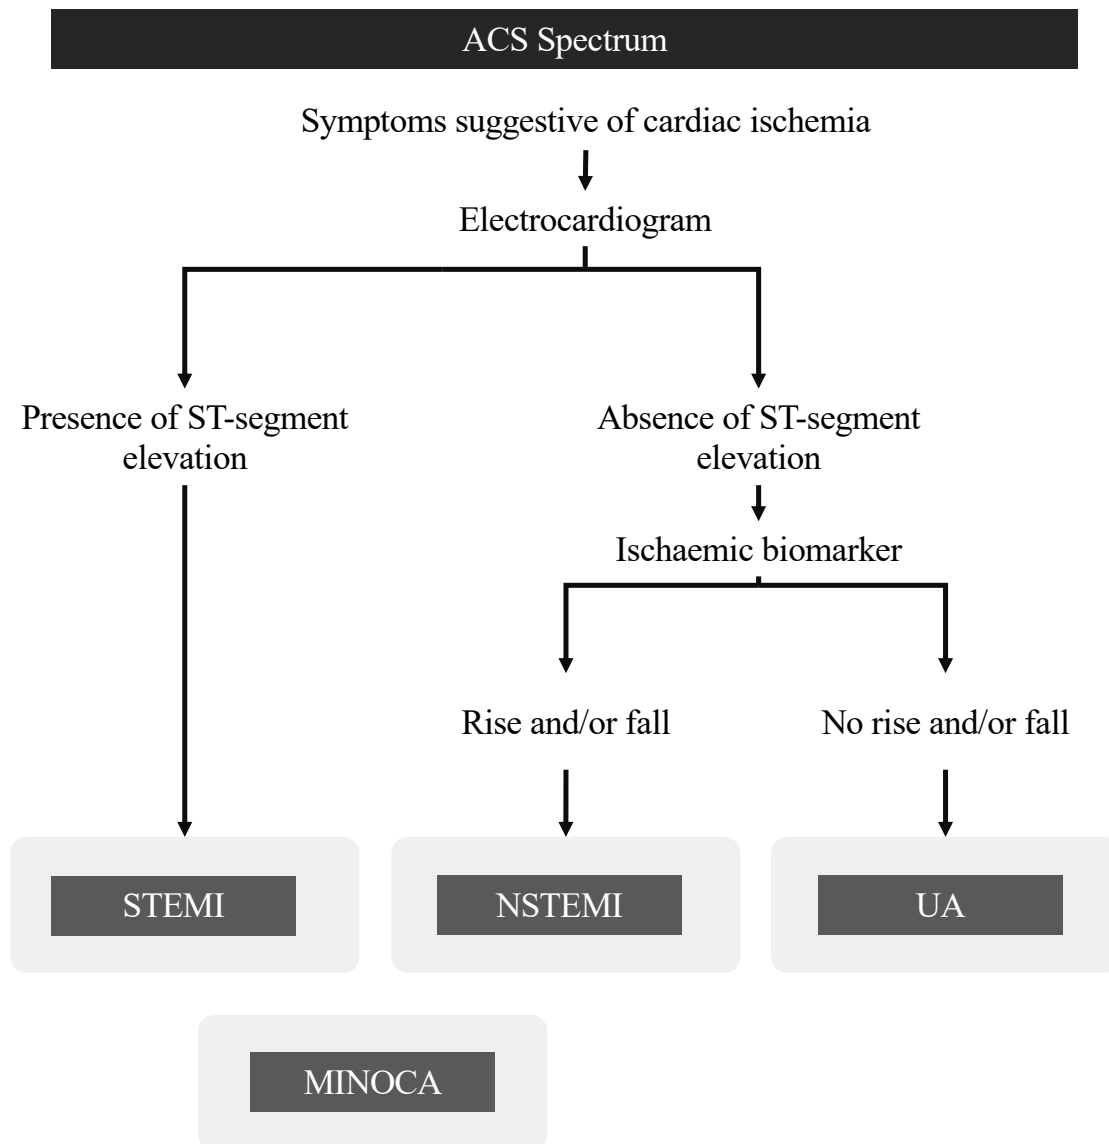 ACS Spectrum
Symptoms suggestive of cardiac ischemia
Electrocardiogram
Presence of ST-segment
elevation
Absence of ST-segment
elevation
Ischaemic biomarker
Rise and/or fall
No rise and/or fall
STEMI
NSTEMI
UA
MINOCA